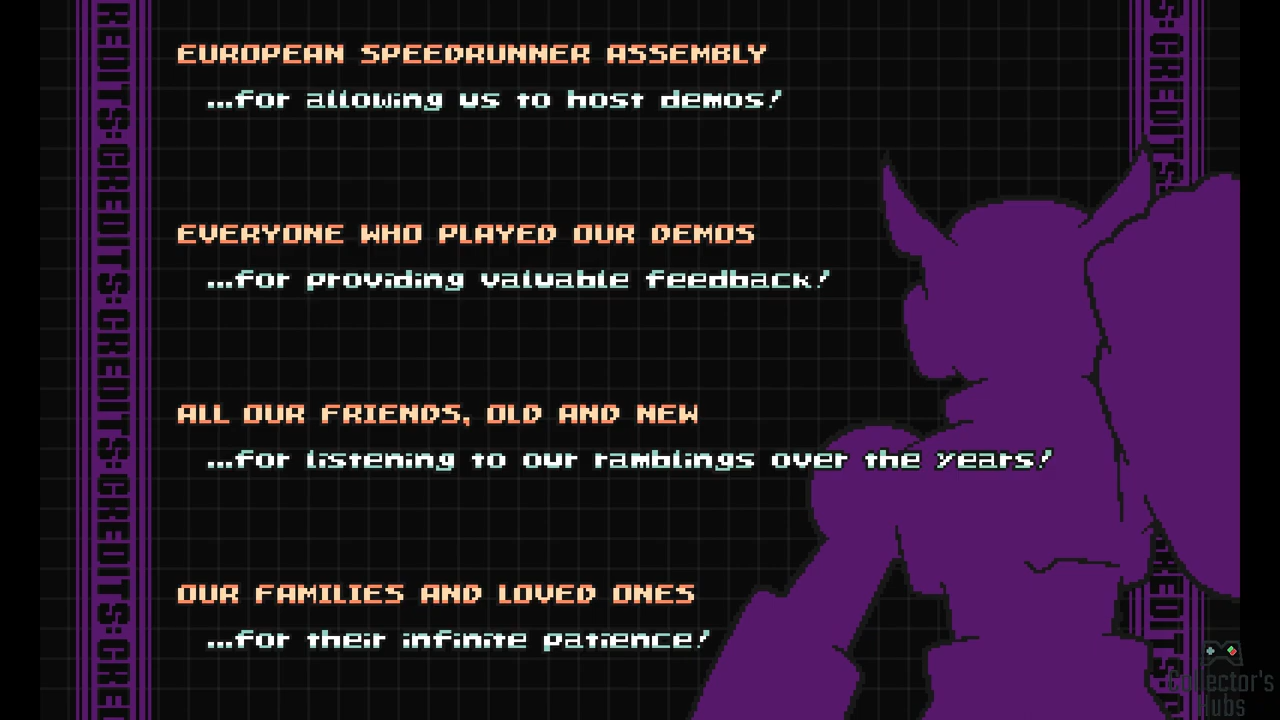 EUROPEAN SPEEDRUNNER ASSEMBLY
...for allowing us to host demos!
EVERYONE WHO PLAYED OUR DEMOS
...for providing valuable feedback!
ALL OUR FRIENDS, OLD AND NEW
...for listening to our ramblings over the years!
OUR FAMILIES AND LOVED ONES
...for their infinite patience!
CREDITS: CREDITS: CREDITS: CREDITS:
CREDITS: CREDITS
Collector's
Hubs